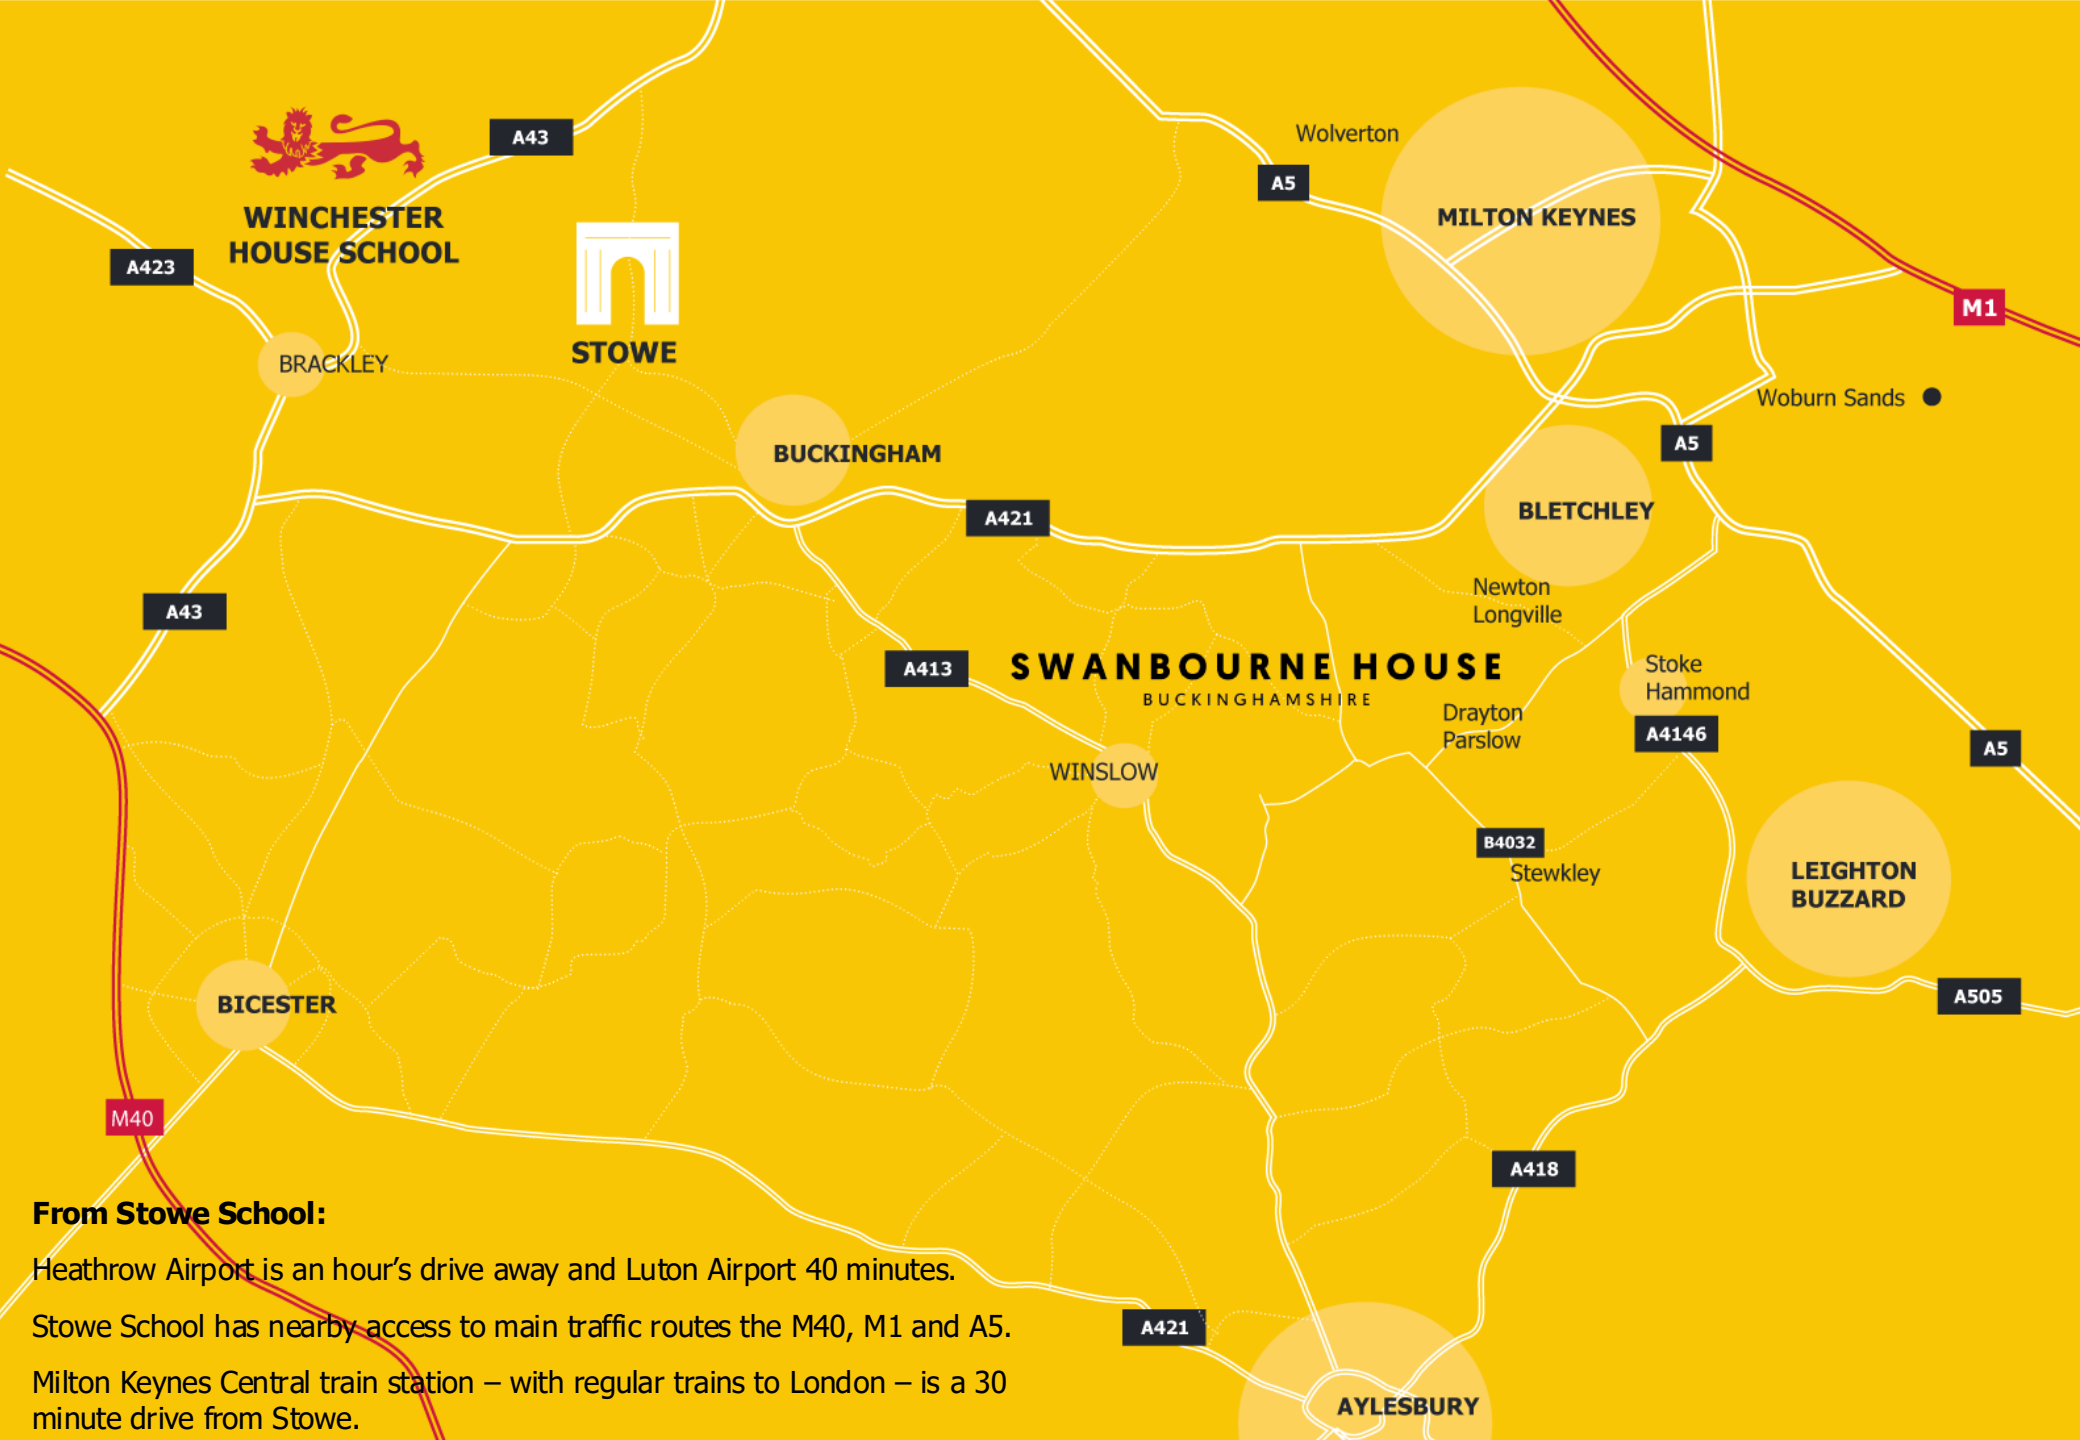 A43
Wolverton
A5
WINCHESTER
HOUSE SCHOOL
MILTON KEYNES
A423
M1
STOWE
BRACKLEY
Woburn Sands
A5
BUCKINGHAM
BLETCHLEY
A421
Newton
Longville
A43
SWANBOURNE HOUSE
BUCKINGHAMSHIRE
A413
Stoke
Hammond
Drayton
Parslow
A4146
A5
WINSLOW
B4032
Stewkley
LEIGHTON
BUZZARD
A505
BICESTER
M40
A418
From Stowe School:
Heathrow Airport is an hour’s drive away and Luton Airport 40 minutes.
Stowe School has nearby access to main traffic routes the M40, M1 and A5.
Milton Keynes Central train station – with regular trains to London – is a 30
minute drive from Stowe.
A421
AYLESBURY